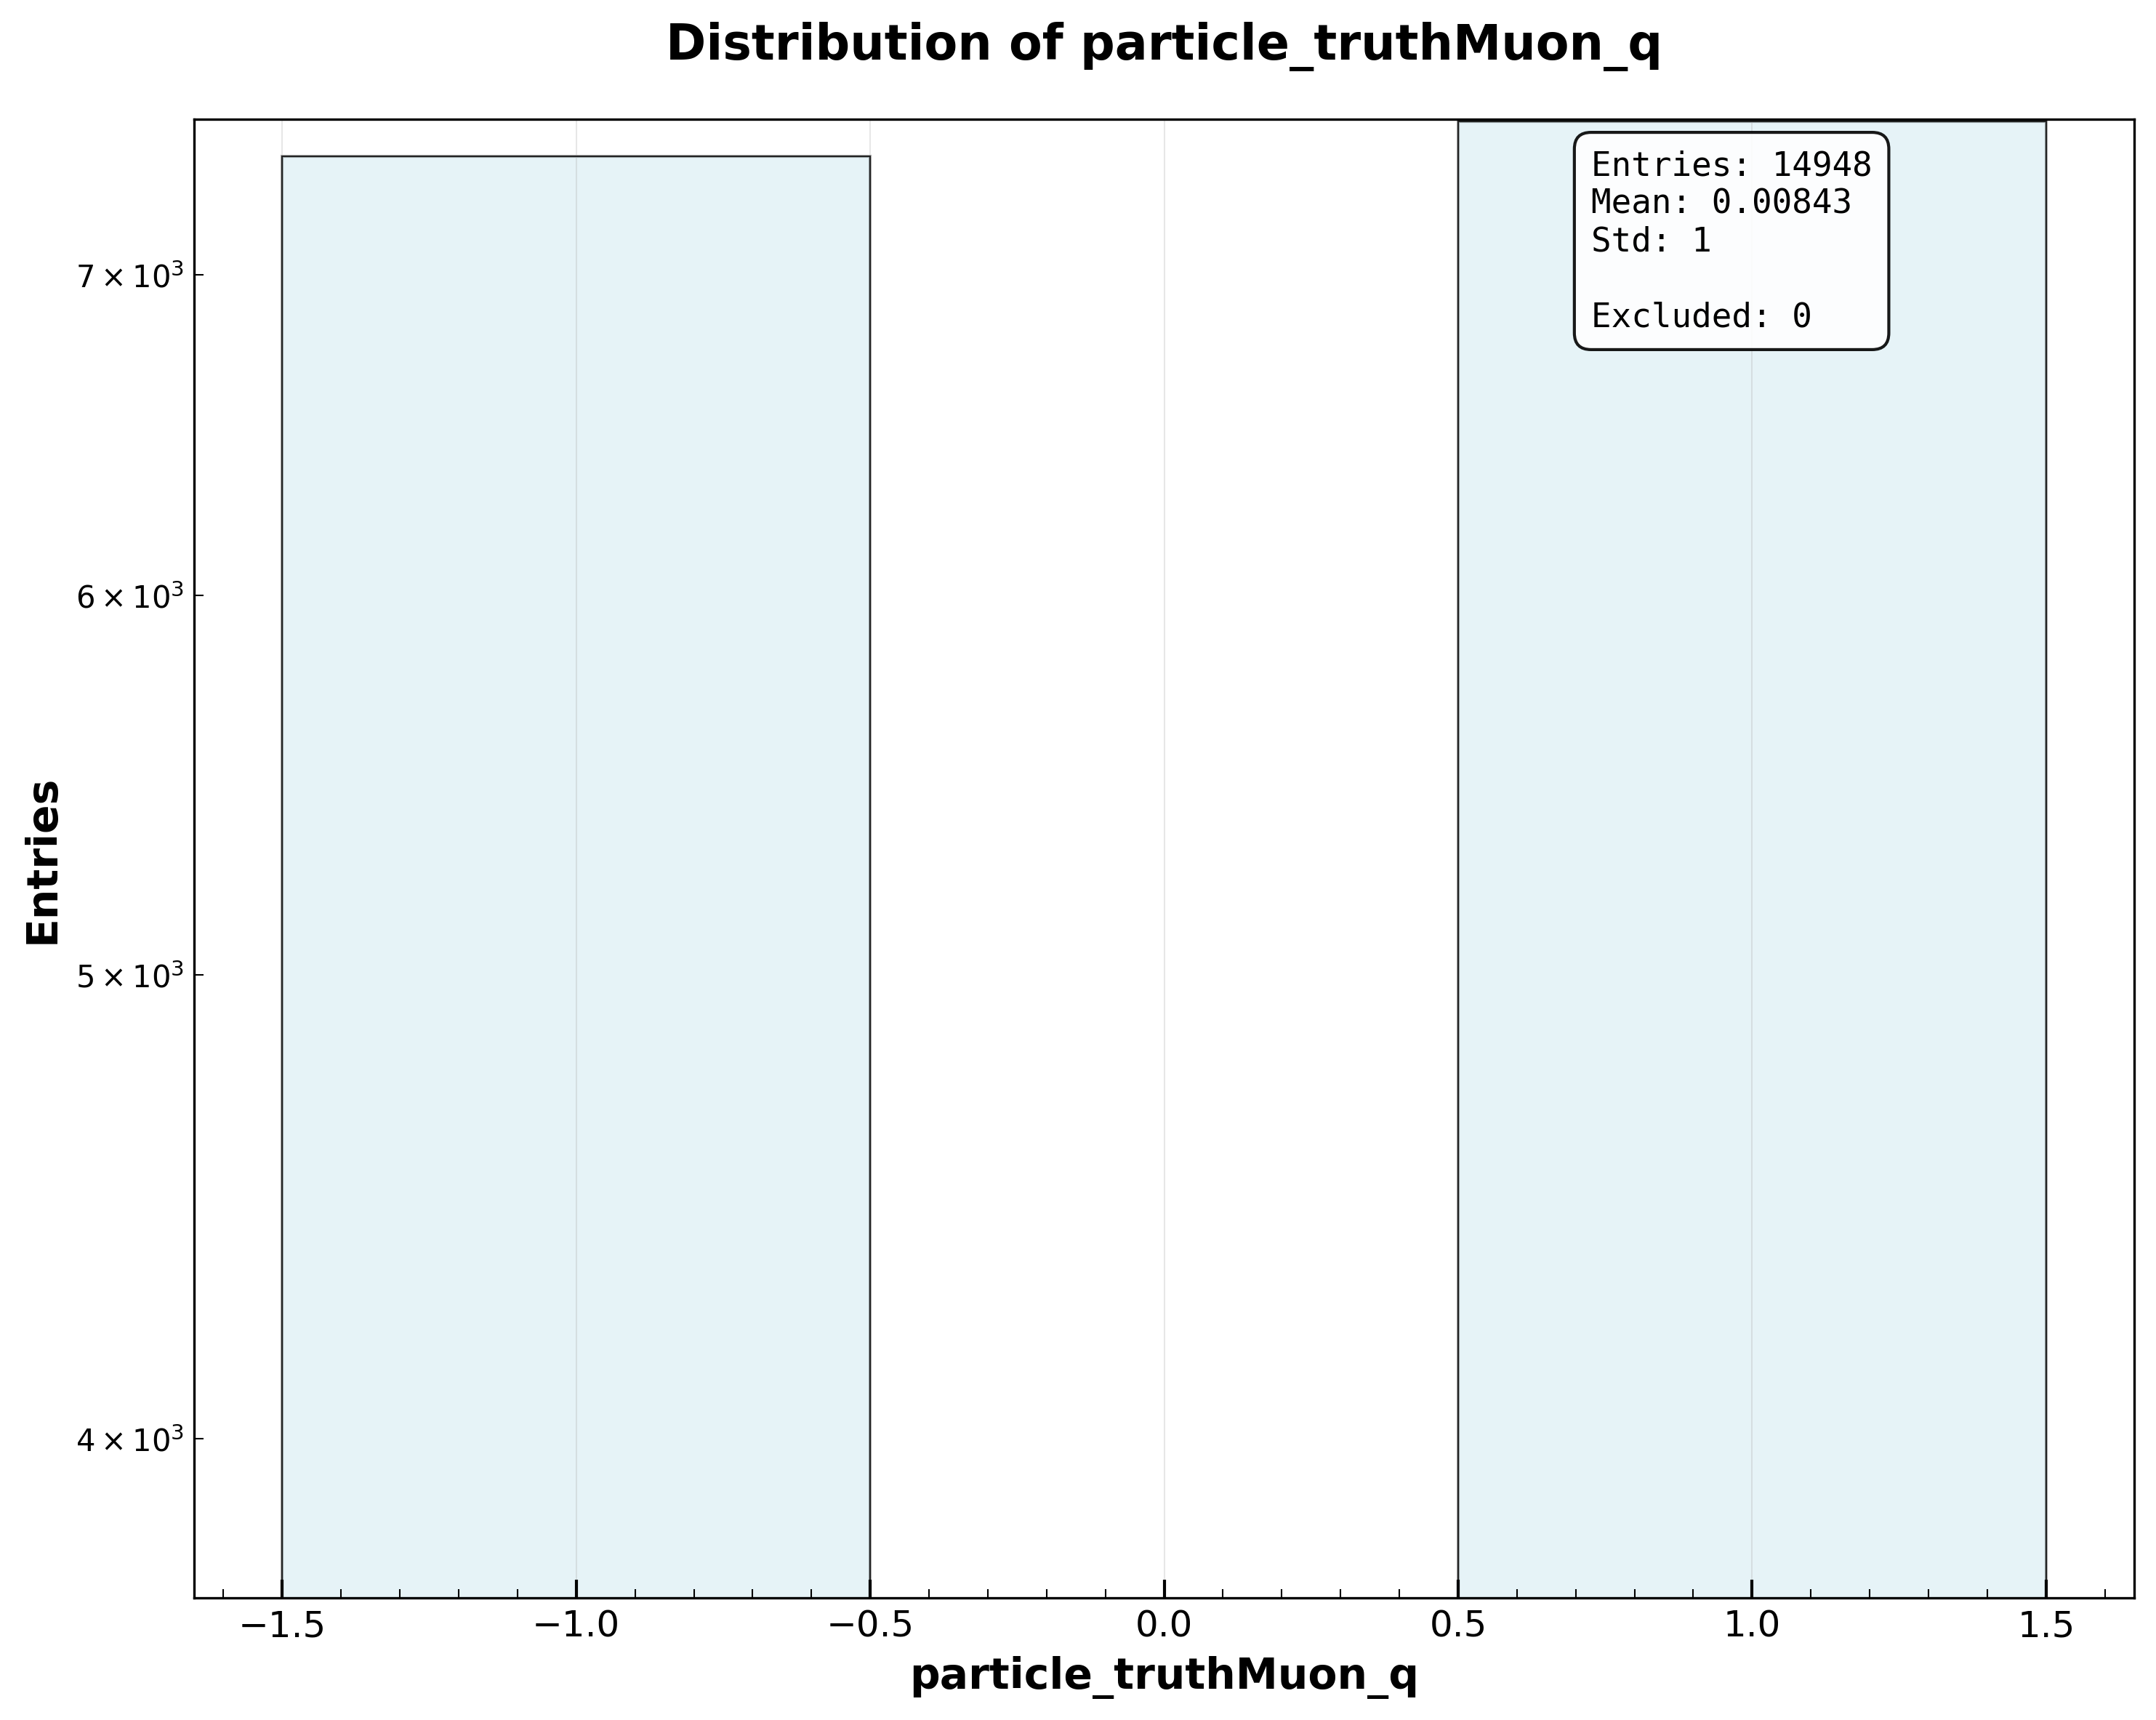 Distribution of particle_truthMuon_q
Entries: 14948
Mean: 0.00843
Std: 1
Excluded: 0
7×10³
6×10³
5×10³
4×10³
Entries
−1.5 −1.0 −0.5 0.0 0.5 1.0 1.5
particle_truthMuon_q